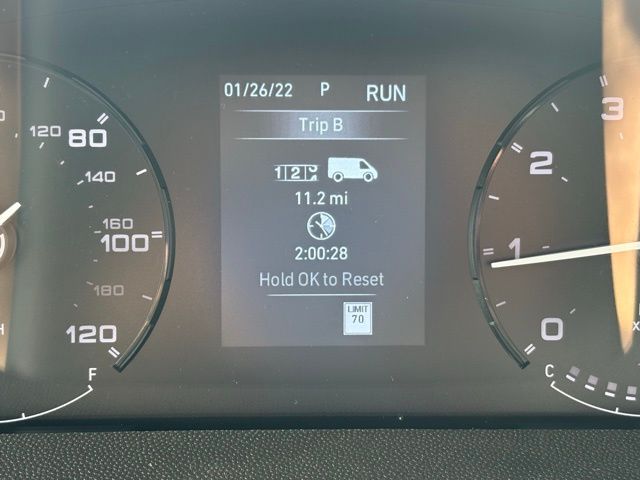 01/26/22 P RUN
Trip B
12
11.2 mi
2:00:28
Hold OK to Reset
LIMIT
70
120 80
140
160
100
180
120
F
H
3
2
1
0
C
x